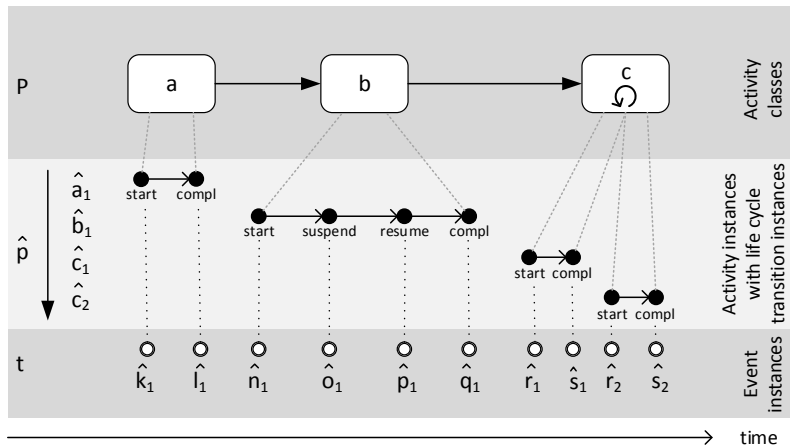 P
a
b
c
Activity
classes
p̂
â₁
b̂₁
ĉ₁
ĉ₂
start
compl
start
suspend
resume
compl
start
compl
start
compl
Activity instances
with life cycle
transition instances
t
k̂₁
l̂₁
n̂₁
ô₁
p̂₁
q̂₁
r̂₁
ŝ₁
r̂₂
ŝ₂
Event
instances
time